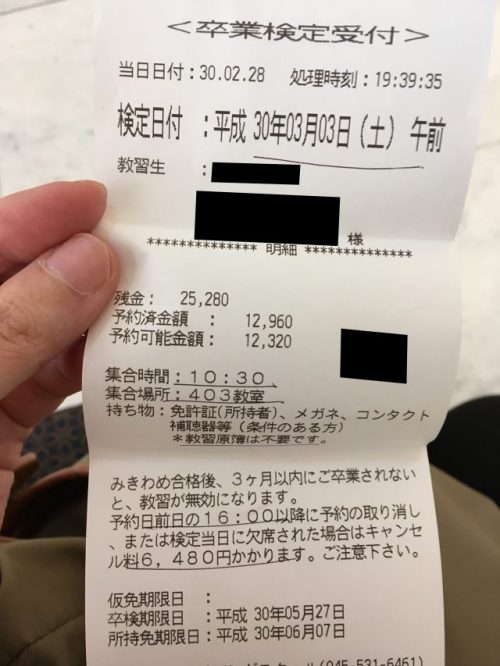 ＜卒業検定受付＞
当日日付：30.02.28 処理時刻：19:39:35
検定日付 ：平成 30年03月03日（土） 午前
教習生 ：
様
************** 明細 **************
残金： 25,280
予約済金額 ： 12,960
予約可能金額： 12,320
集合時間：１０：３０
集合場所：４０３教室
持ち物：免許証(所持者)、メガネ、コンタクト
補聴器等（条件のある方）
＊教習原簿は不要です。
みきわめ合格後、３ヶ月以内にご卒業されない
と、教習が無効になります。
予約日前日の１６：００以降に予約の取り消し
、または検定当日に欠席された場合はキャンセ
ル料６，４８０円かかります。ご注意下さい。
仮免期限日 ：
卒検期限日 ：平成 30年05月27日
所持免期限日：平成 30年06月07日
(045-531-6461)